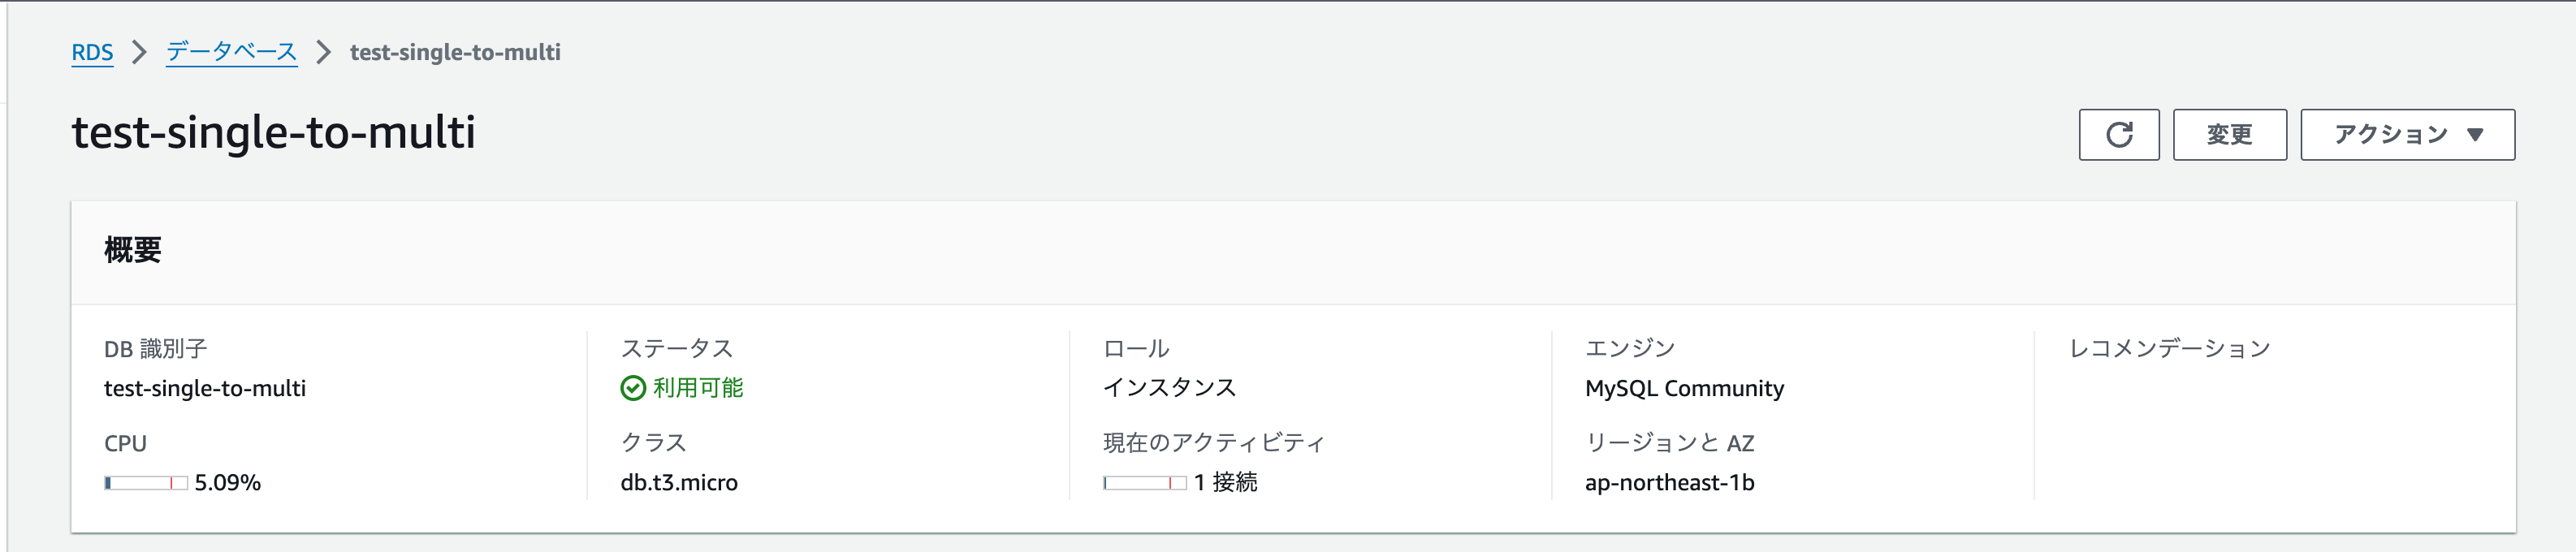 RDS > データベース > test-single-to-multi
test-single-to-multi
変更
アクション ▼
概要
DB 識別子
test-single-to-multi
CPU
5.09%
ステータス
利用可能
クラス
db.t3.micro
ロール
インスタンス
現在のアクティビティ
1 接続
エンジン
MySQL Community
リージョンと AZ
ap-northeast-1b
レコメンデーション